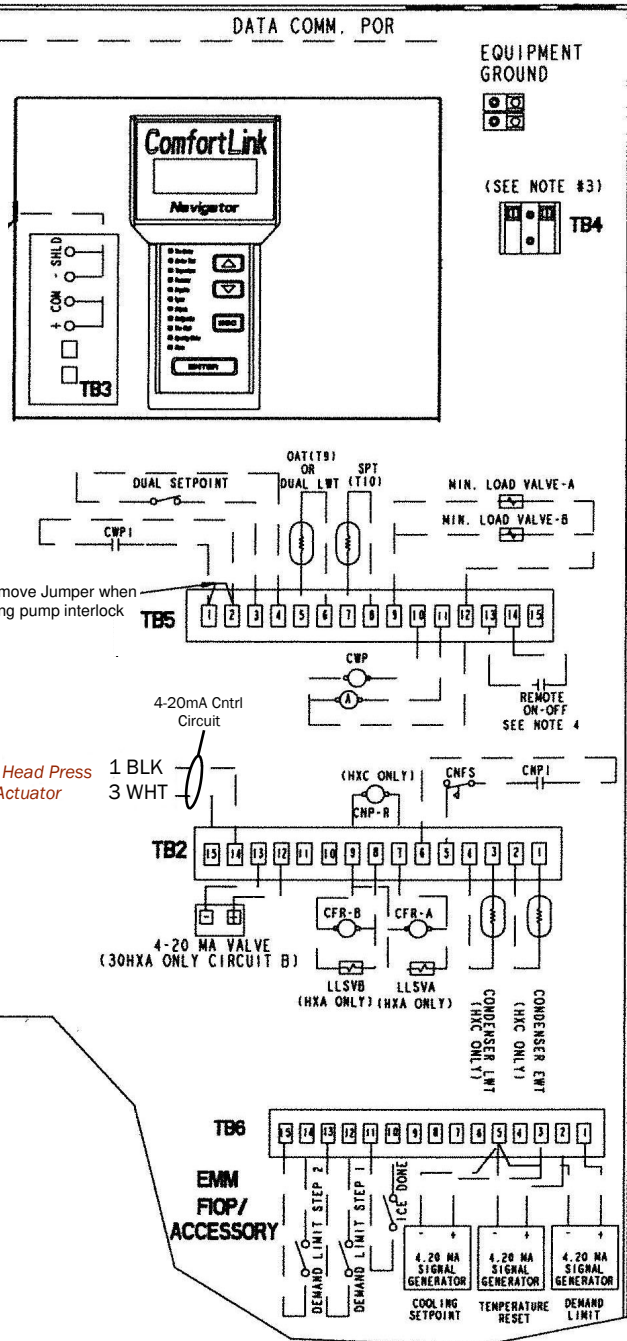 DATA COMM. POR
EQUIPMENT
GROUND
ComfortLink
Navigator
(SEE NOTE #3)
TB4
+ COM - SHLD
ENTER
TB3
OAT(T9)
OR
DUAL LWT
SPT
(T10)
DUAL SETPOINT
MIN. LOAD VALVE-A
MIN. LOAD VALVE-B
CWP1
move Jumper when
ng pump interlock
TB5
1 2 3 4 5 6 7 8 9 10 11 12 13 14 15
CWP
A
REMOTE
ON-OFF
SEE NOTE 4
4-20mA Cntrl
Circuit
Head Press
Actuator
1 BLK
3 WHT
(HXC ONLY)
CNP-R
CNFS
CNP1
TB2
15 14 13 12 11 10 9 8 7 6 5 4 3 2 1
- +
4-20 MA VALVE
(30HXA ONLY CIRCUIT B)
CFR-B
CFR-A
LLSVB
(HXA ONLY)
LLSVA
(HXA ONLY)
CONDENSER LWT
(HXC ONLY)
CONDENSER EWT
(HXC ONLY)
TB6
15 14 13 12 11 10 9 8 7 6 5 4 3 2 1
EMM
FIOP/
ACCESSORY
DEMAND LIMIT STEP 2
DEMAND LIMIT STEP 1
ICE DONE
- +
4.20 MA
SIGNAL
GENERATOR
COOLING
SETPOINT
- +
4.20 MA
SIGNAL
GENERATOR
TEMPERATURE
RESET
- +
4.20 MA
SIGNAL
GENERATOR
DEMAND
LIMIT